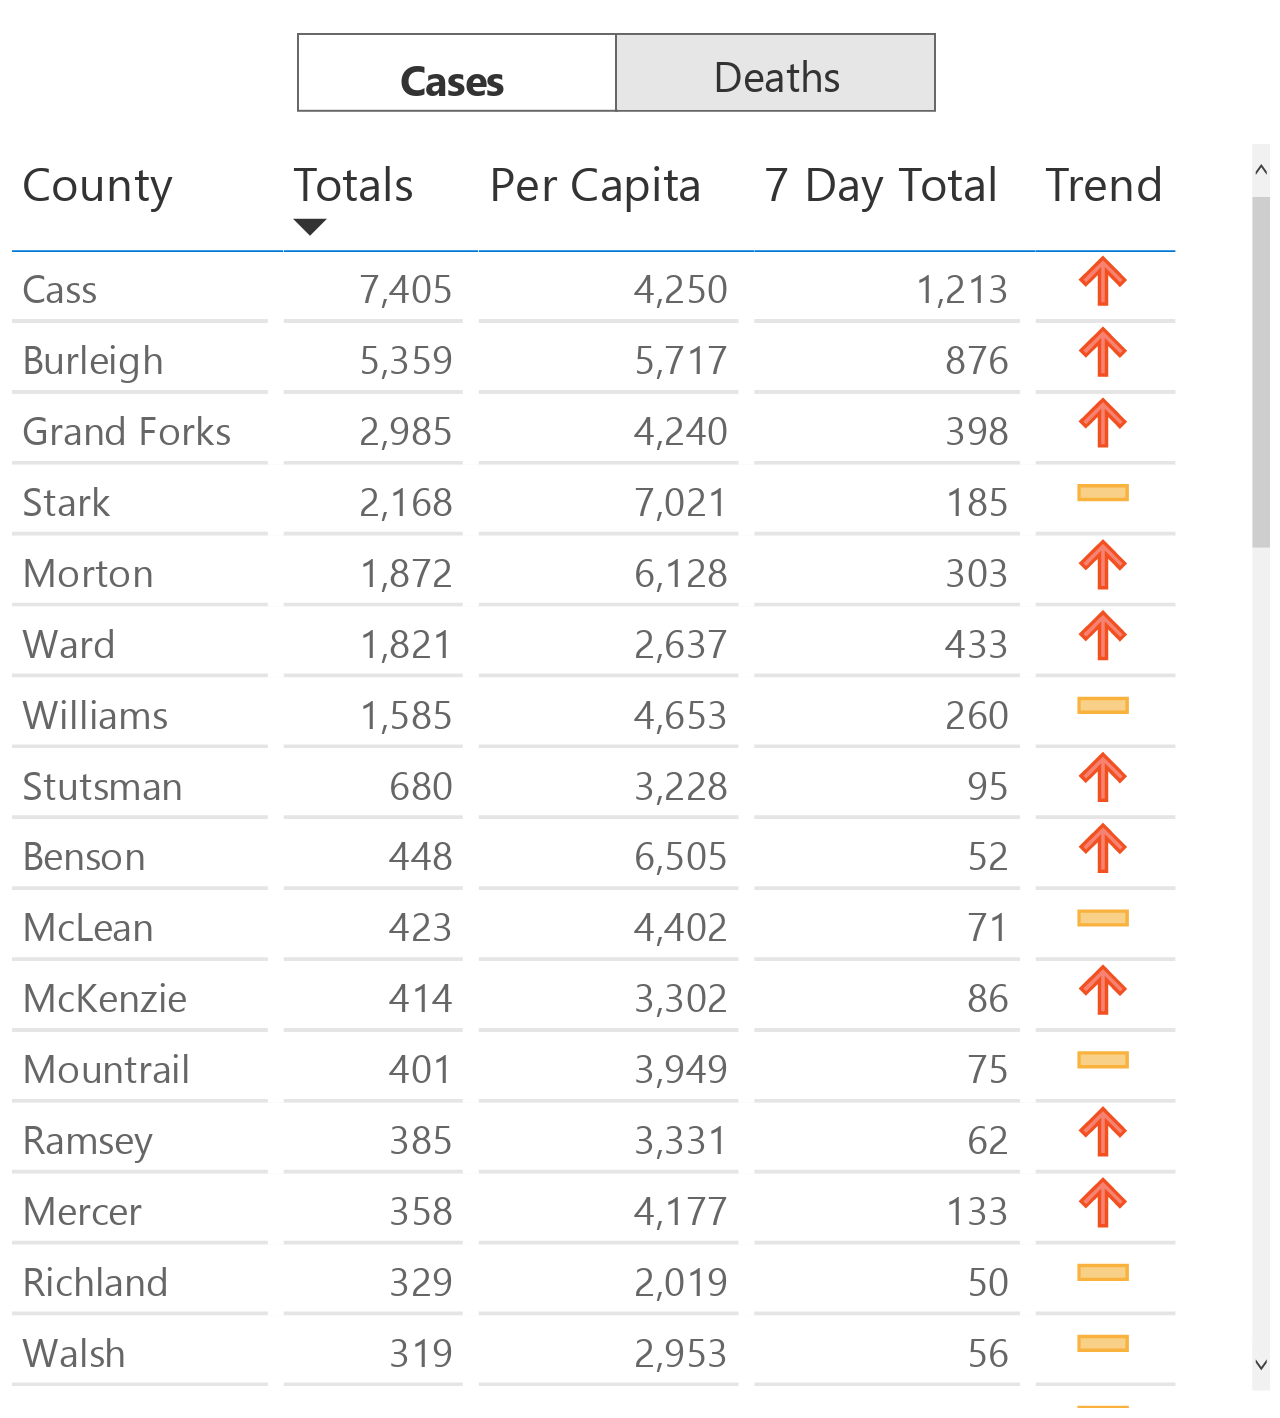 Cases Deaths
County Totals Per Capita 7 Day Total Trend
Cass 7,405 4,250 1,213
Burleigh 5,359 5,717 876
Grand Forks 2,985 4,240 398
Stark 2,168 7,021 185
Morton 1,872 6,128 303
Ward 1,821 2,637 433
Williams 1,585 4,653 260
Stutsman 680 3,228 95
Benson 448 6,505 52
McLean 423 4,402 71
McKenzie 414 3,302 86
Mountrail 401 3,949 75
Ramsey 385 3,331 62
Mercer 358 4,177 133
Richland 329 2,019 50
Walsh 319 2,953 56